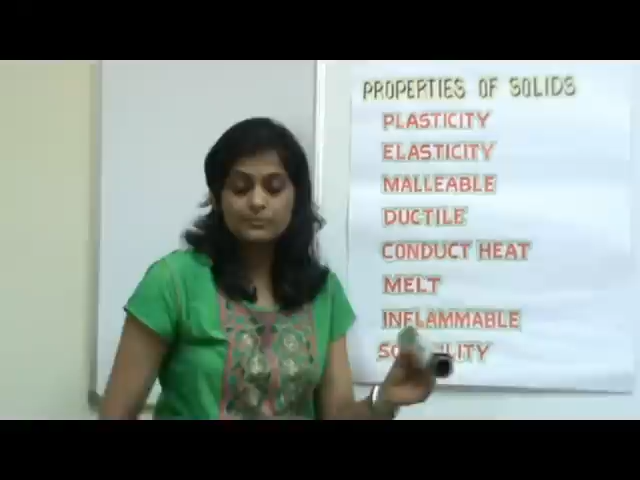 PROPERTIES OF SOLIDS
PLASTICITY
ELASTICITY
MALLEABLE
DUCTILE
CONDUCT HEAT
MELT
INFLAMMABLE